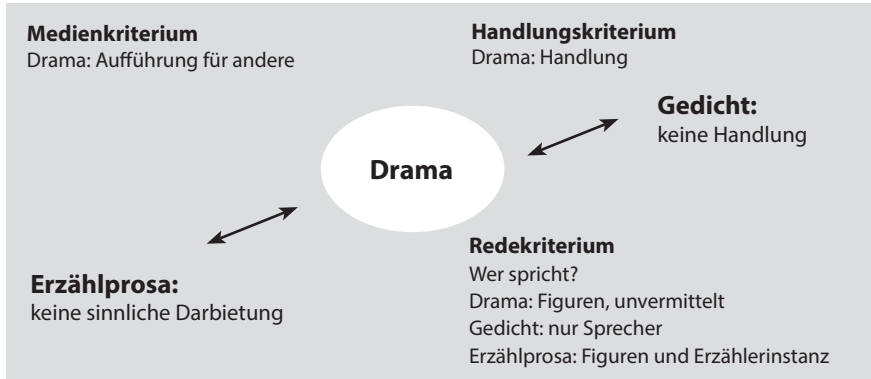 Medienkriterium
Drama: Aufführung für andere
Handlungskriterium
Drama: Handlung
Gedicht:
keine Handlung
Drama
Erzählprosa:
keine sinnliche Darbietung
Redekriterium
Wer spricht?
Drama: Figuren, unvermittelt
Gedicht: nur Sprecher
Erzählprosa: Figuren und Erzählerinstanz